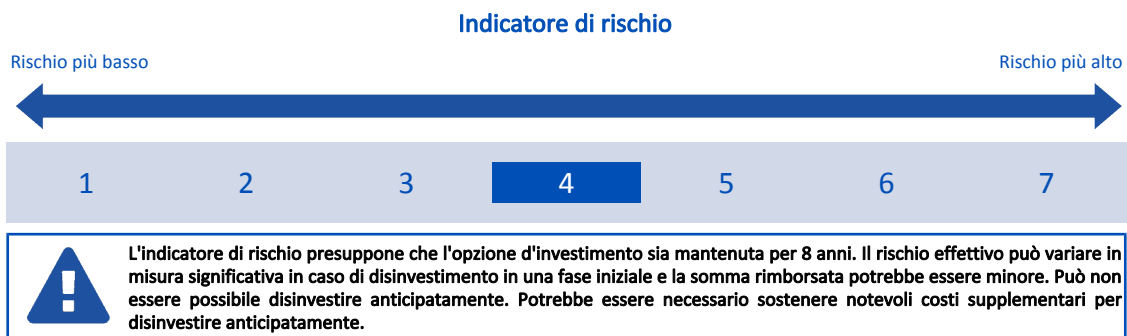 Indicatore di rischio
Rischio più basso
Rischio più alto
1 2 3 4 5 6 7
L'indicatore di rischio presuppone che l'opzione d'investimento sia mantenuta per 8 anni. Il rischio effettivo può variare in
misura significativa in caso di disinvestimento in una fase iniziale e la somma rimborsata potrebbe essere minore. Può non
essere possibile disinvestire anticipatamente. Potrebbe essere necessario sostenere notevoli costi supplementari per
disinvestire anticipatamente.